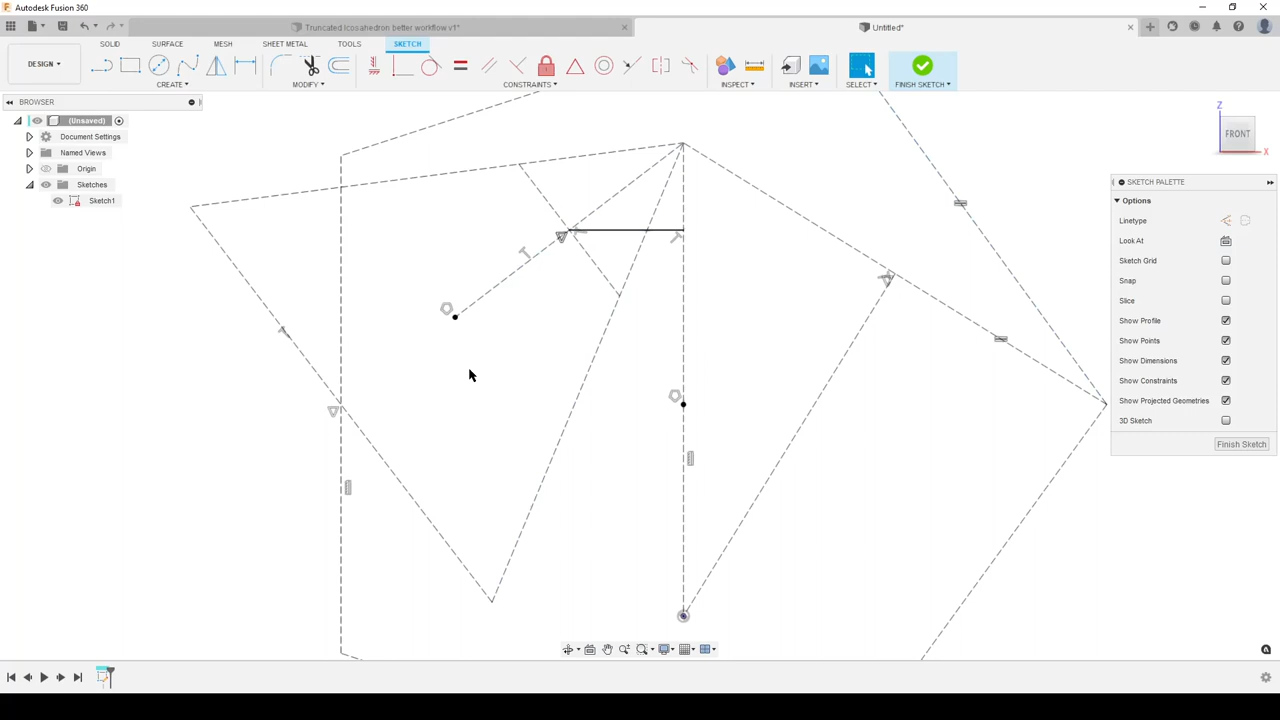 Autodesk Fusion 360
Truncated Icosahedron better workflow v1*
Untitled*
SOLID SURFACE MESH SHEET METAL TOOLS SKETCH
DESIGN
CREATE MODIFY CONSTRAINTS INSPECT INSERT SELECT FINISH SKETCH
BROWSER
(Unsaved)
Document Settings
Named Views
Origin
Sketches
Sketch1
Z
FRONT
X
SKETCH PALETTE
Options
Linetype
Look At
Sketch Grid
Snap
Slice
Show Profile
Show Points
Show Dimensions
Show Constraints
Show Projected Geometries
3D Sketch
Finish Sketch